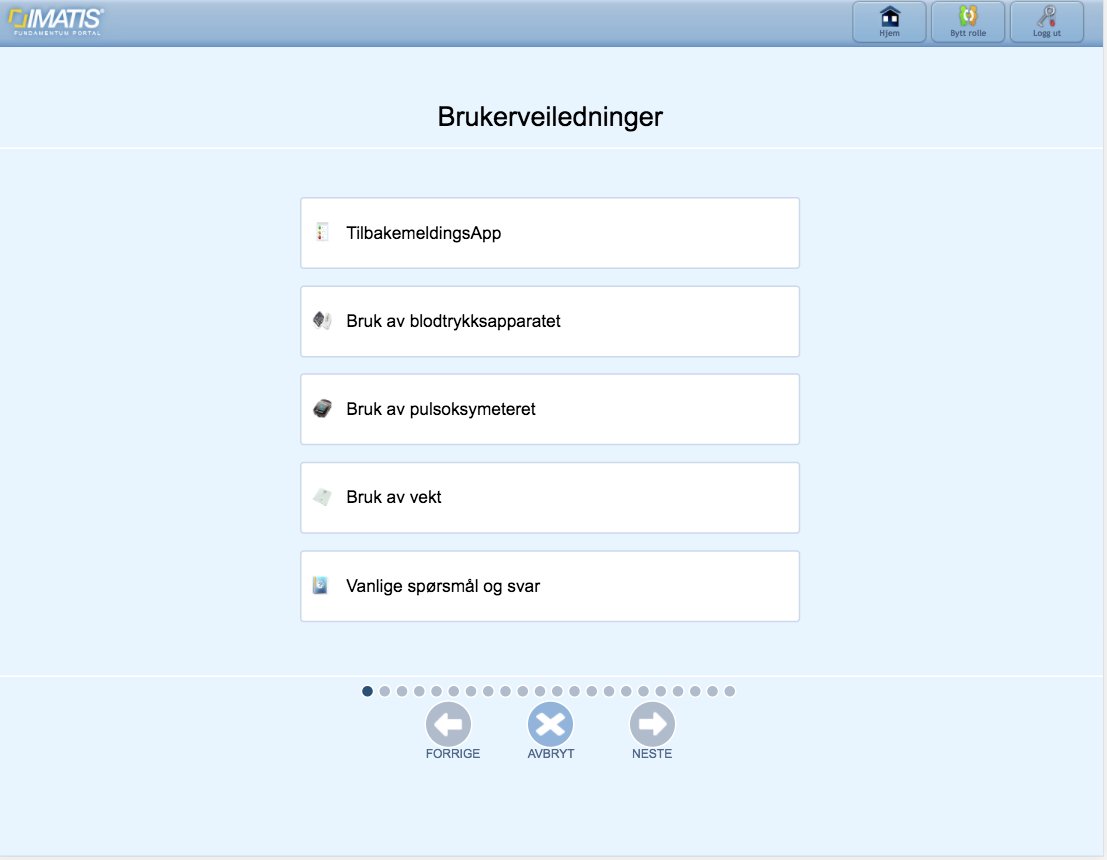 IMATIS
FUNDAMENTUM PORTAL
Hjem
Bytt rolle
Logg ut
Brukerveiledninger
TilbakemeldingsApp
Bruk av blodtrykksapparatet
Bruk av pulsoksymeteret
Bruk av vekt
Vanlige spørsmål og svar
FORRIGE
AVBRYT
NESTE